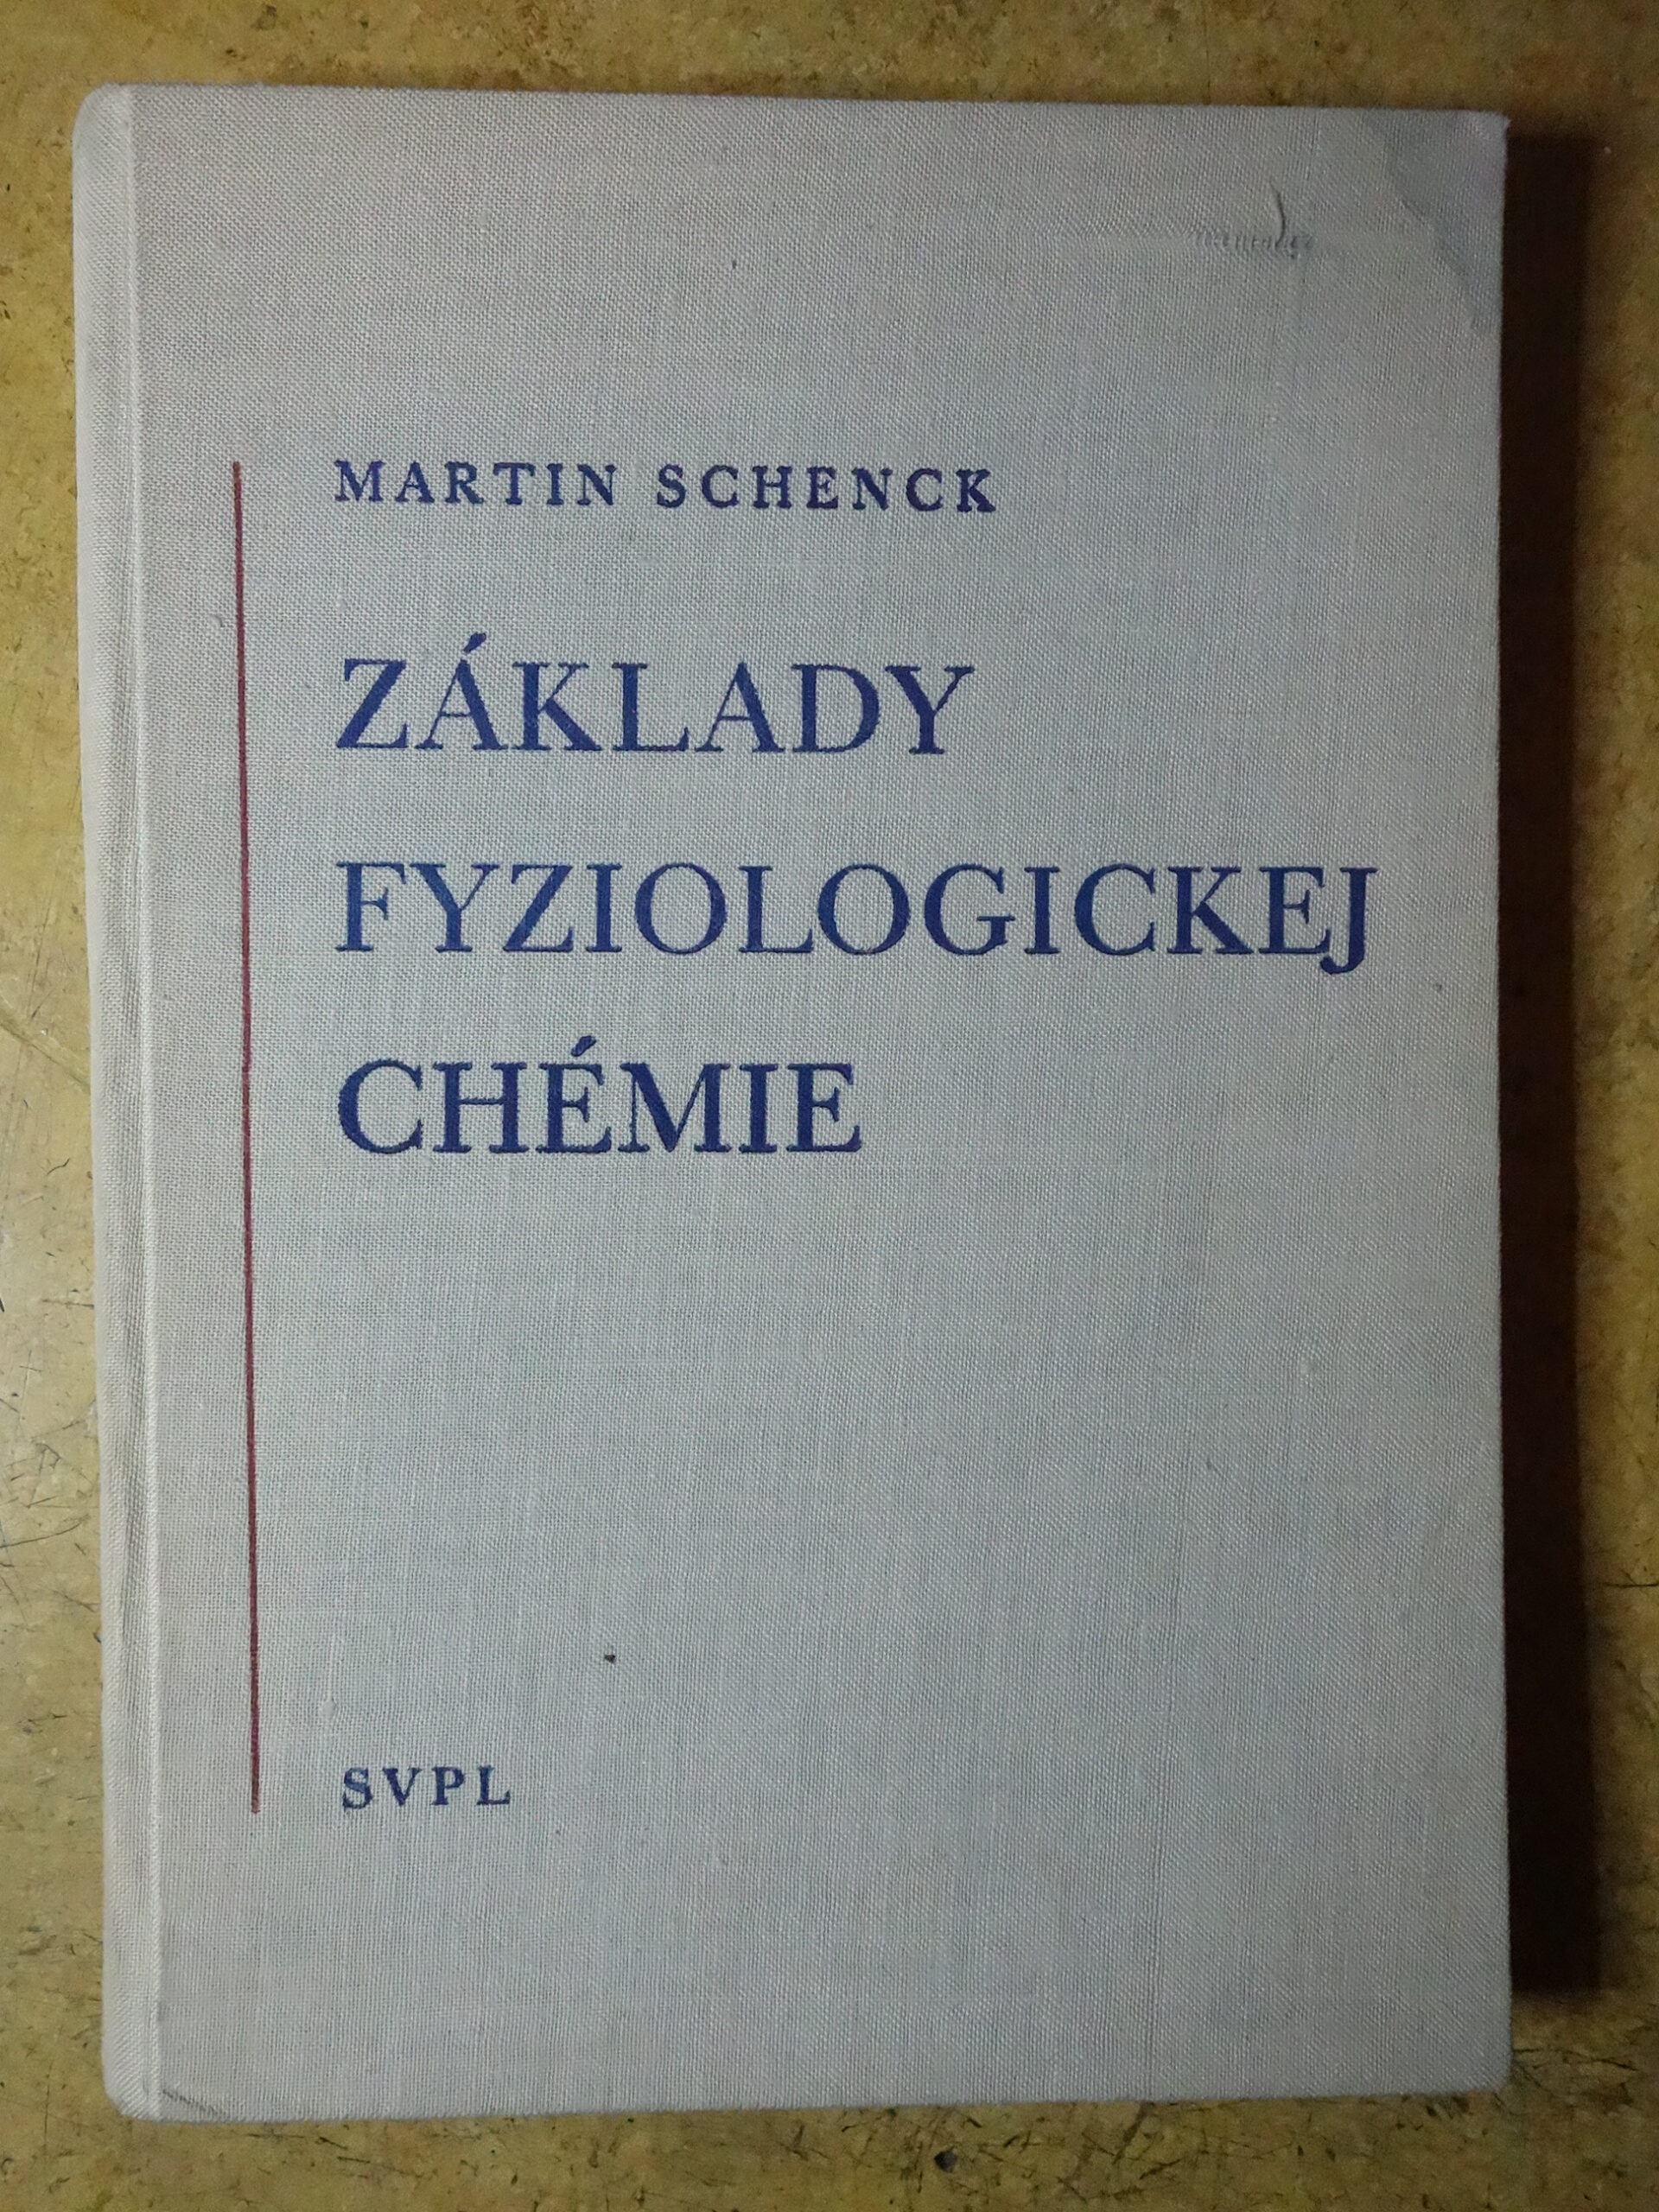 MARTIN SCHENCK
ZÁKLADY
FYZIOLOGICKEJ
CHÉMIE
SVPL